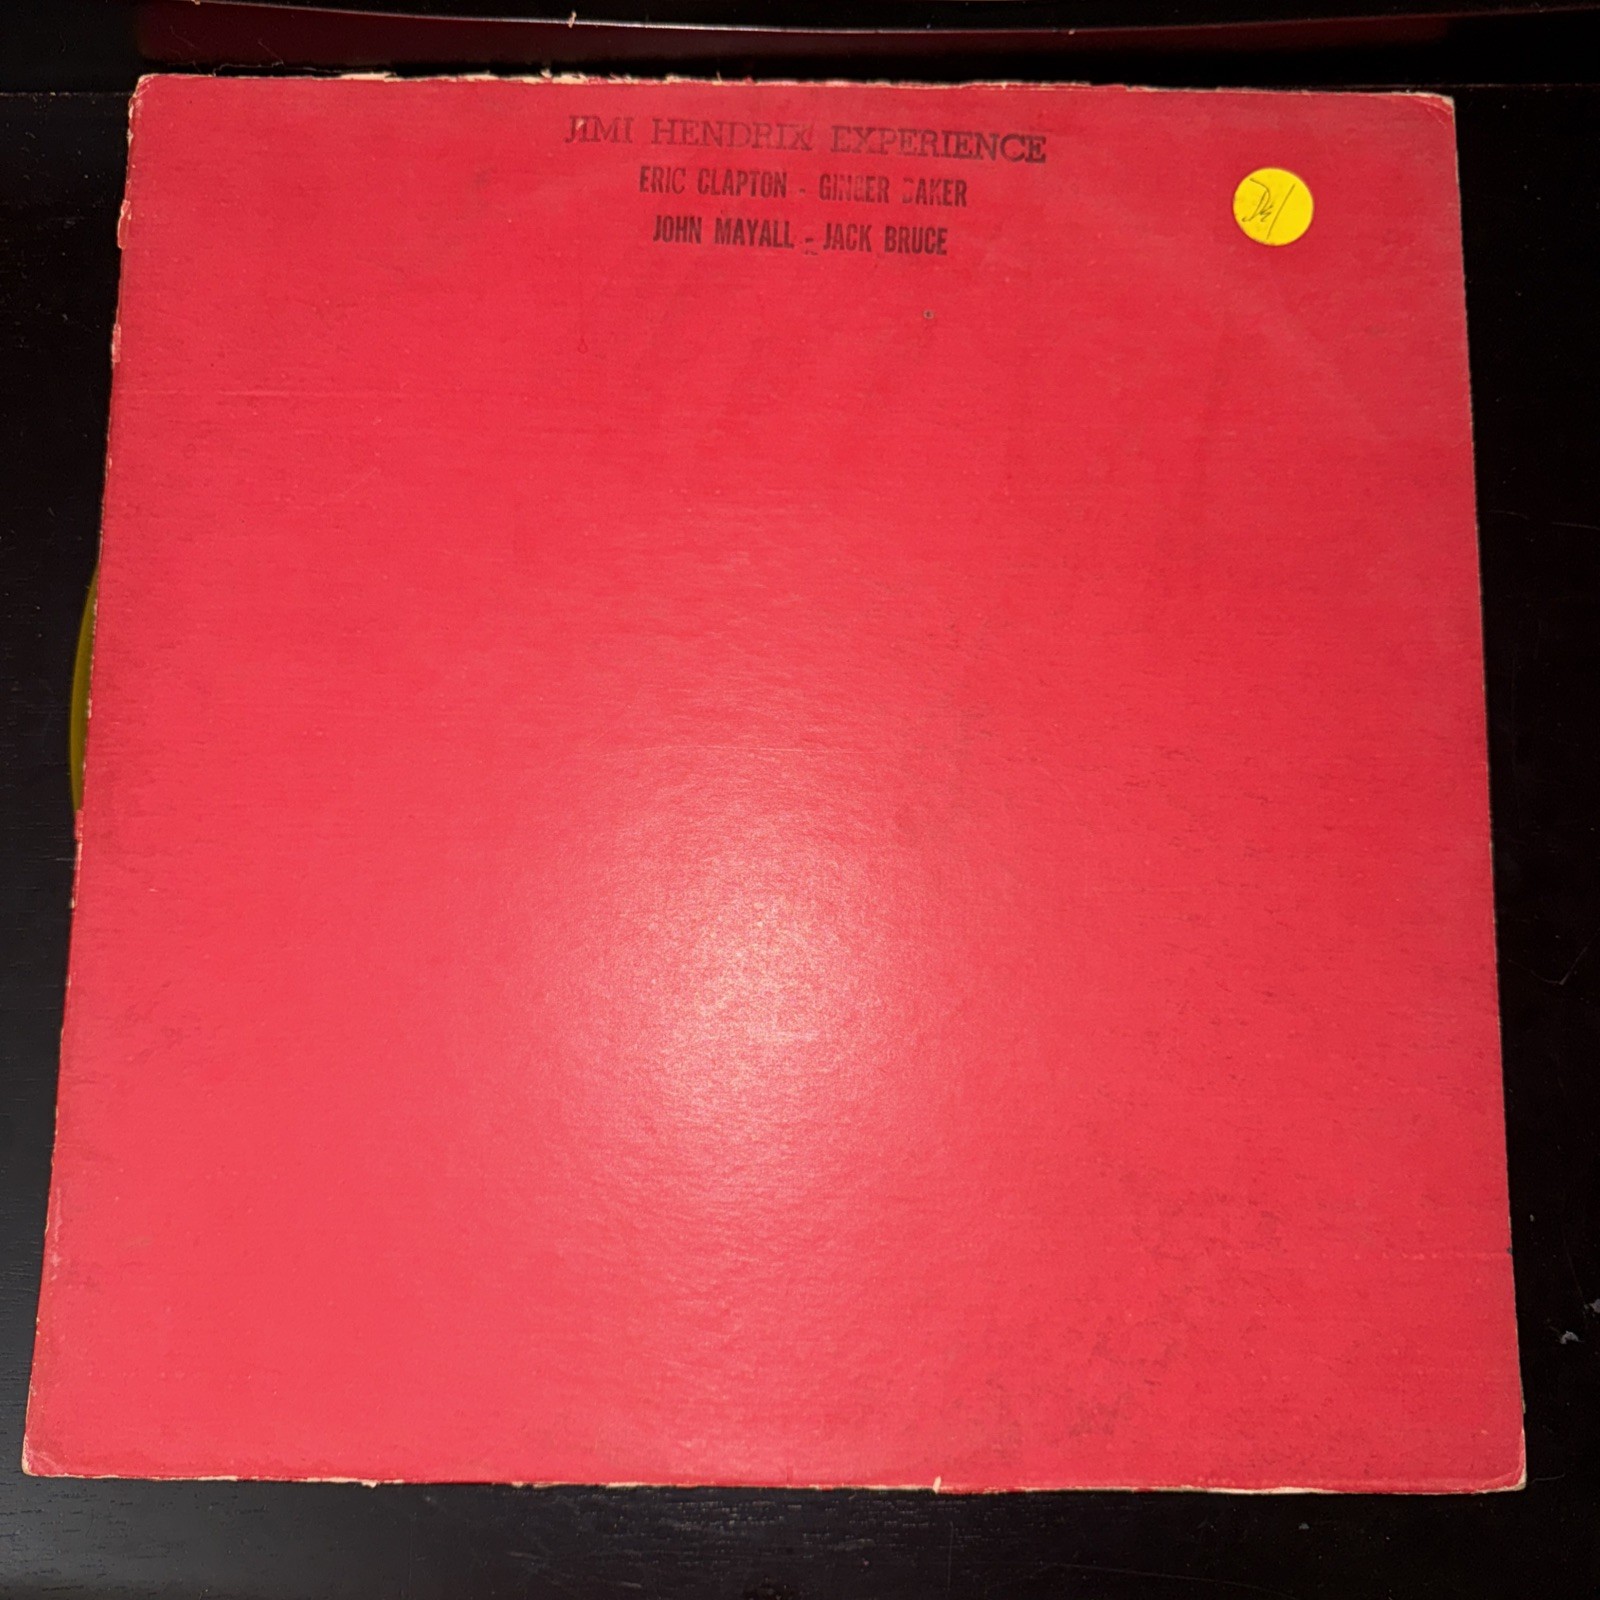 JIMI HENDRIX EXPERIENCE
ERIC CLAPTON - GINGER BAKER
JOHN MAYALL - JACK BRUCE